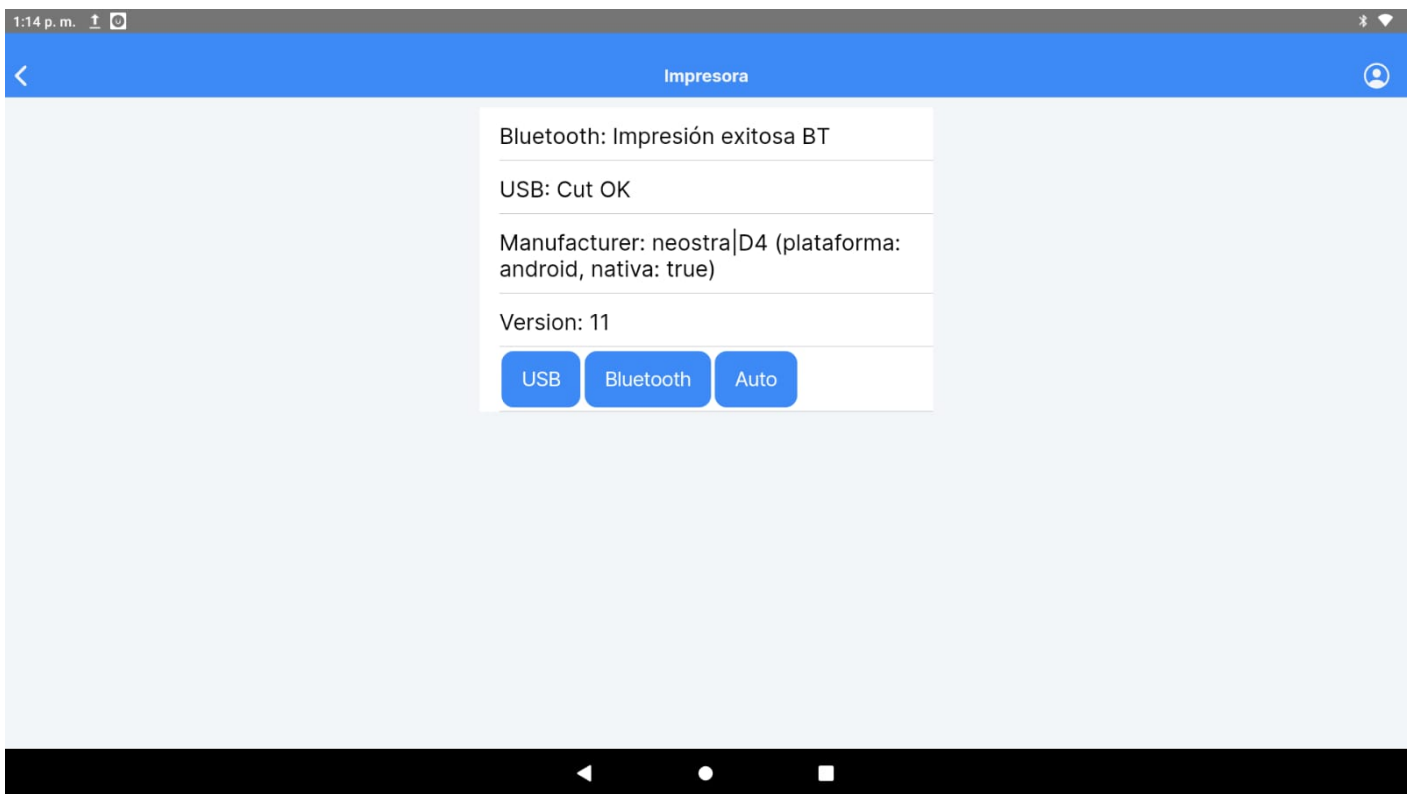 1:14 p. m.
Impresora
Bluetooth: Impresión exitosa BT
USB: Cut OK
Manufacturer: neostra|D4 (plataforma:
android, nativa: true)
Version: 11
USB Bluetooth Auto